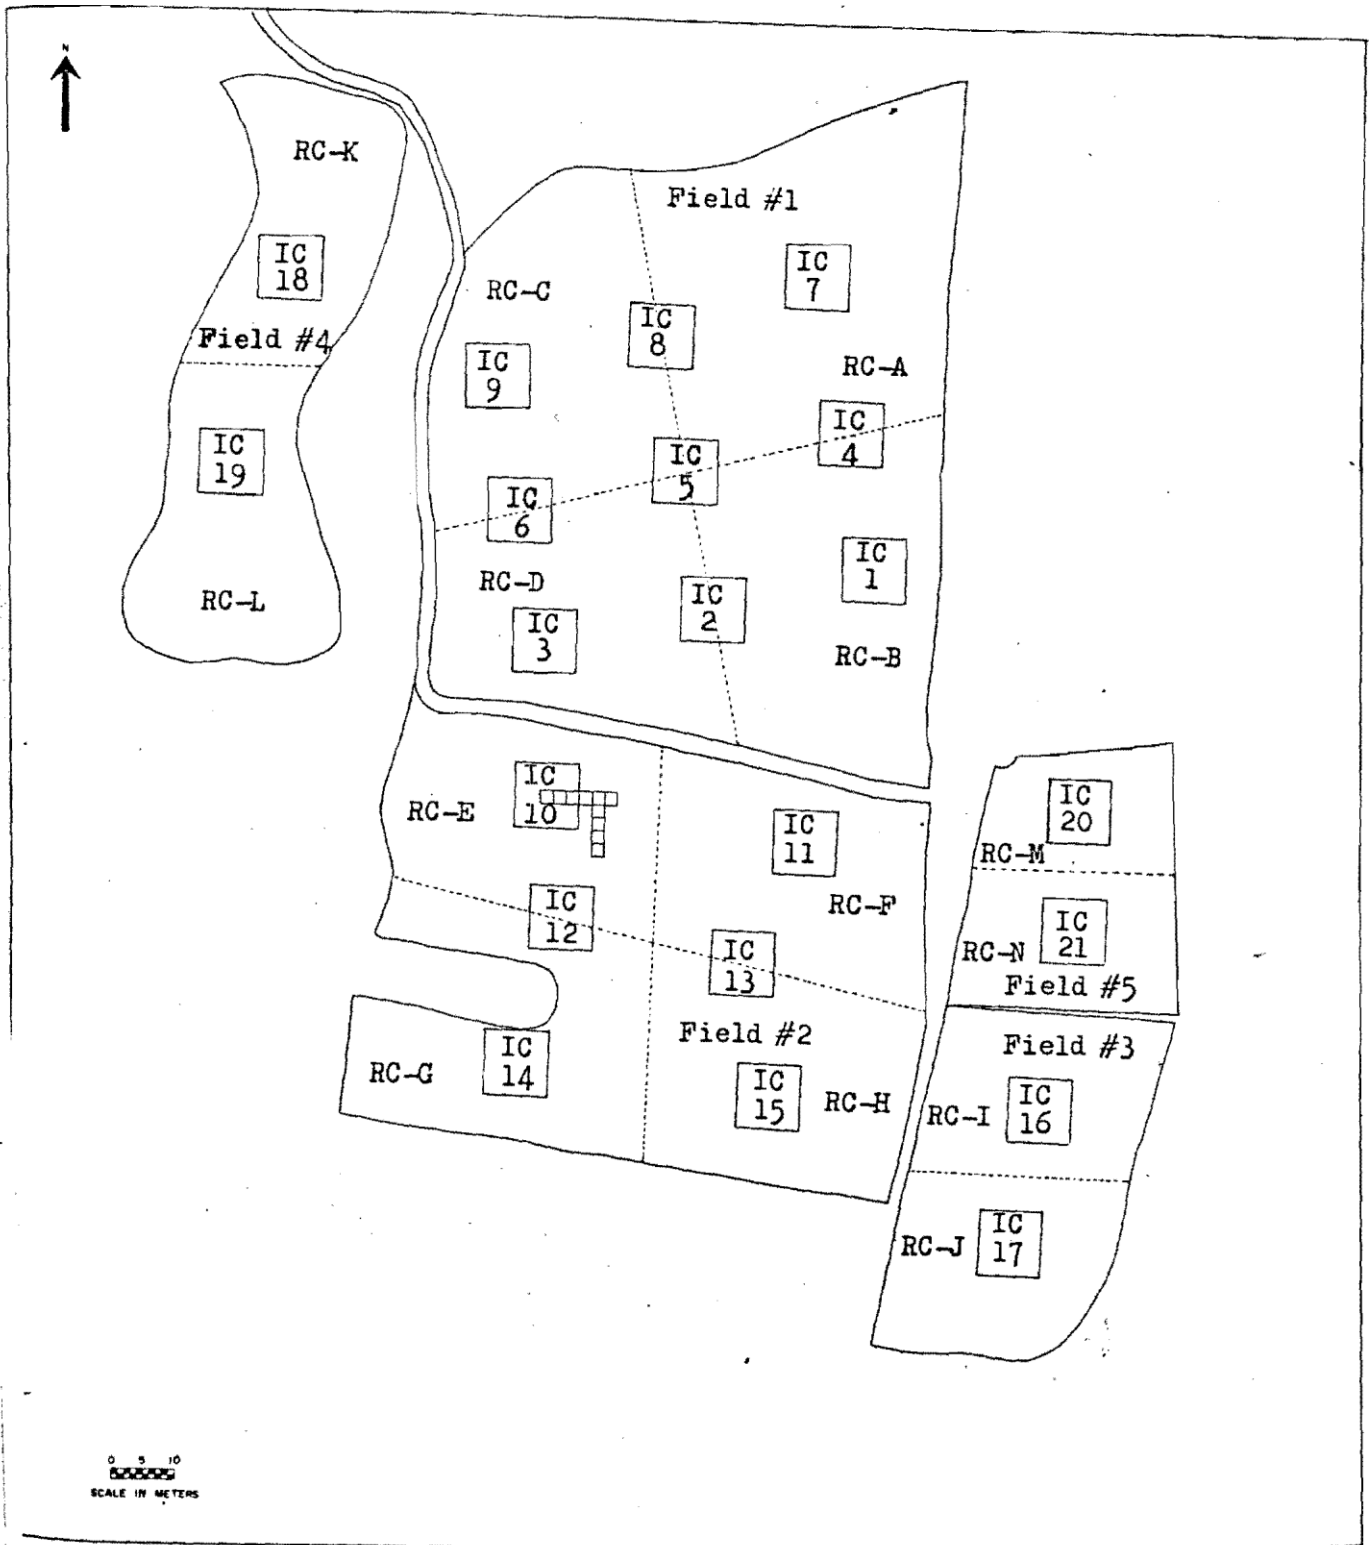 N
RC-K
Field #1
IC
18
IC
7
RC-C
IC
8
Field #4
IC
9
RC-A
IC
4
IC
19
IC
5
IC
6
IC
1
RC-D
RC-L
IC
2
IC
3
RC-B
IC
10
RC-E
IC
11
IC
20
RC-M
IC
12
RC-F
IC
21
RC-N
IC
13
Field #5
Field #2
Field #3
IC
14
RC-G
IC
15
RC-H
IC
16
RC-I
IC
17
RC-J
0 5 10
SCALE IN METERS